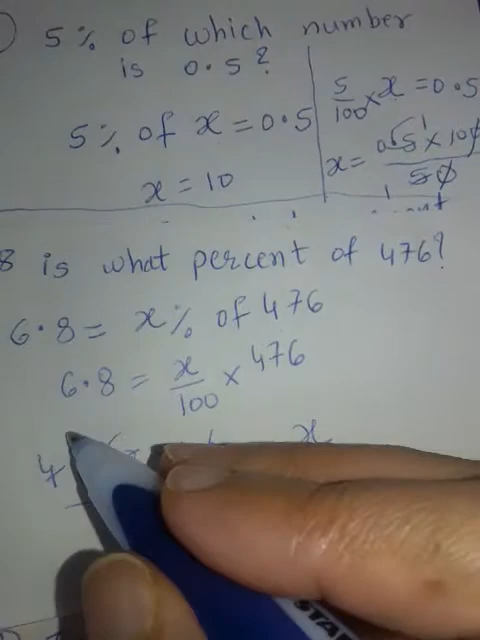 5% of which number
is 0.5?
5% of x = 0.5
x = 10
5/100 × x = 0.5
x = 0.5 × 100 / 5
8 is what percent of 476?
6.8 = x% of 476
6.8 = x/100 × 476
x
STA